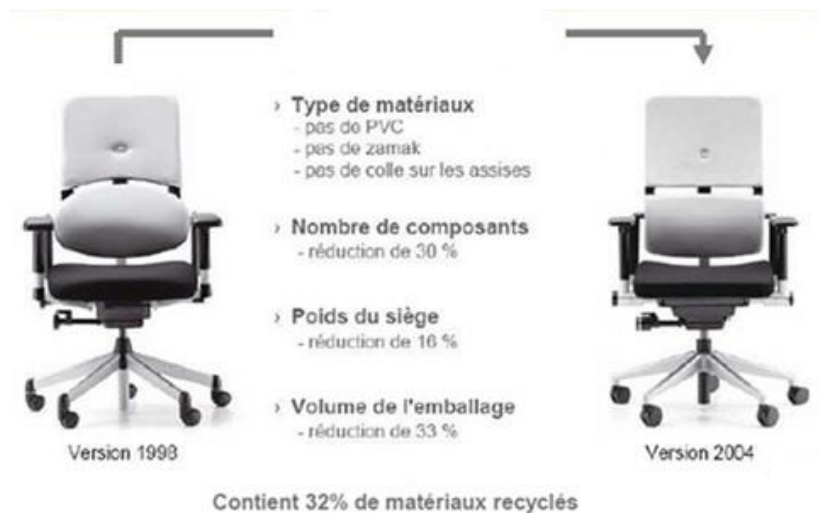 › Type de matériaux
- pas de PVC
- pas de zamak
- pas de colle sur les assises
› Nombre de composants
- réduction de 30 %
› Poids du siège
- réduction de 16 %
› Volume de l'emballage
- réduction de 33 %
Version 1998
Version 2004
Contient 32% de matériaux recyclés